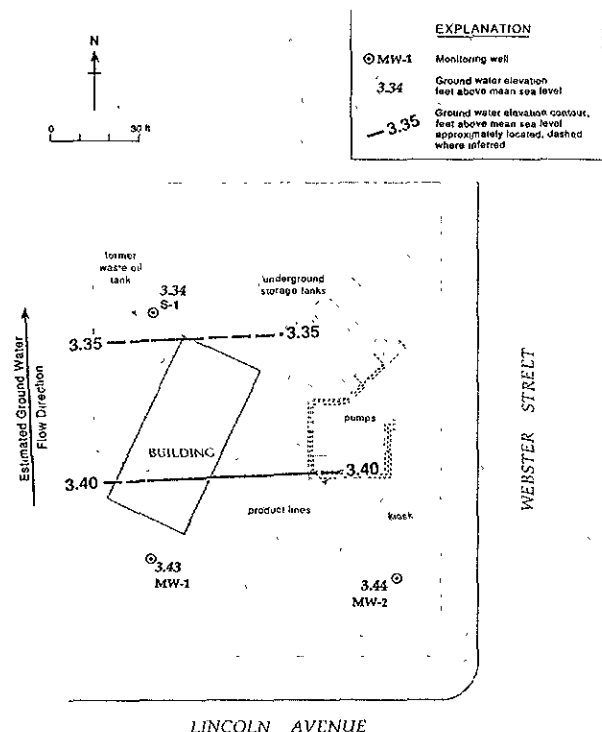 EXPLANATION
MW-1 Monitoring well
3.34 Ground water elevation
feet above mean sea level
3.35 Ground water elevation contour,
feet above mean sea level
approximately located, dashed
where inferred
N
0 30 ft
former
waste oil
tank
3.34
S-1
underground
storage tanks
3.35
3.35
Estimated Ground Water
Flow Direction
pumps
BUILDING
3.40
3.40
product lines
kiosk
3.43
MW-1
3.44
MW-2
WEBSTER STREET
LINCOLN AVENUE